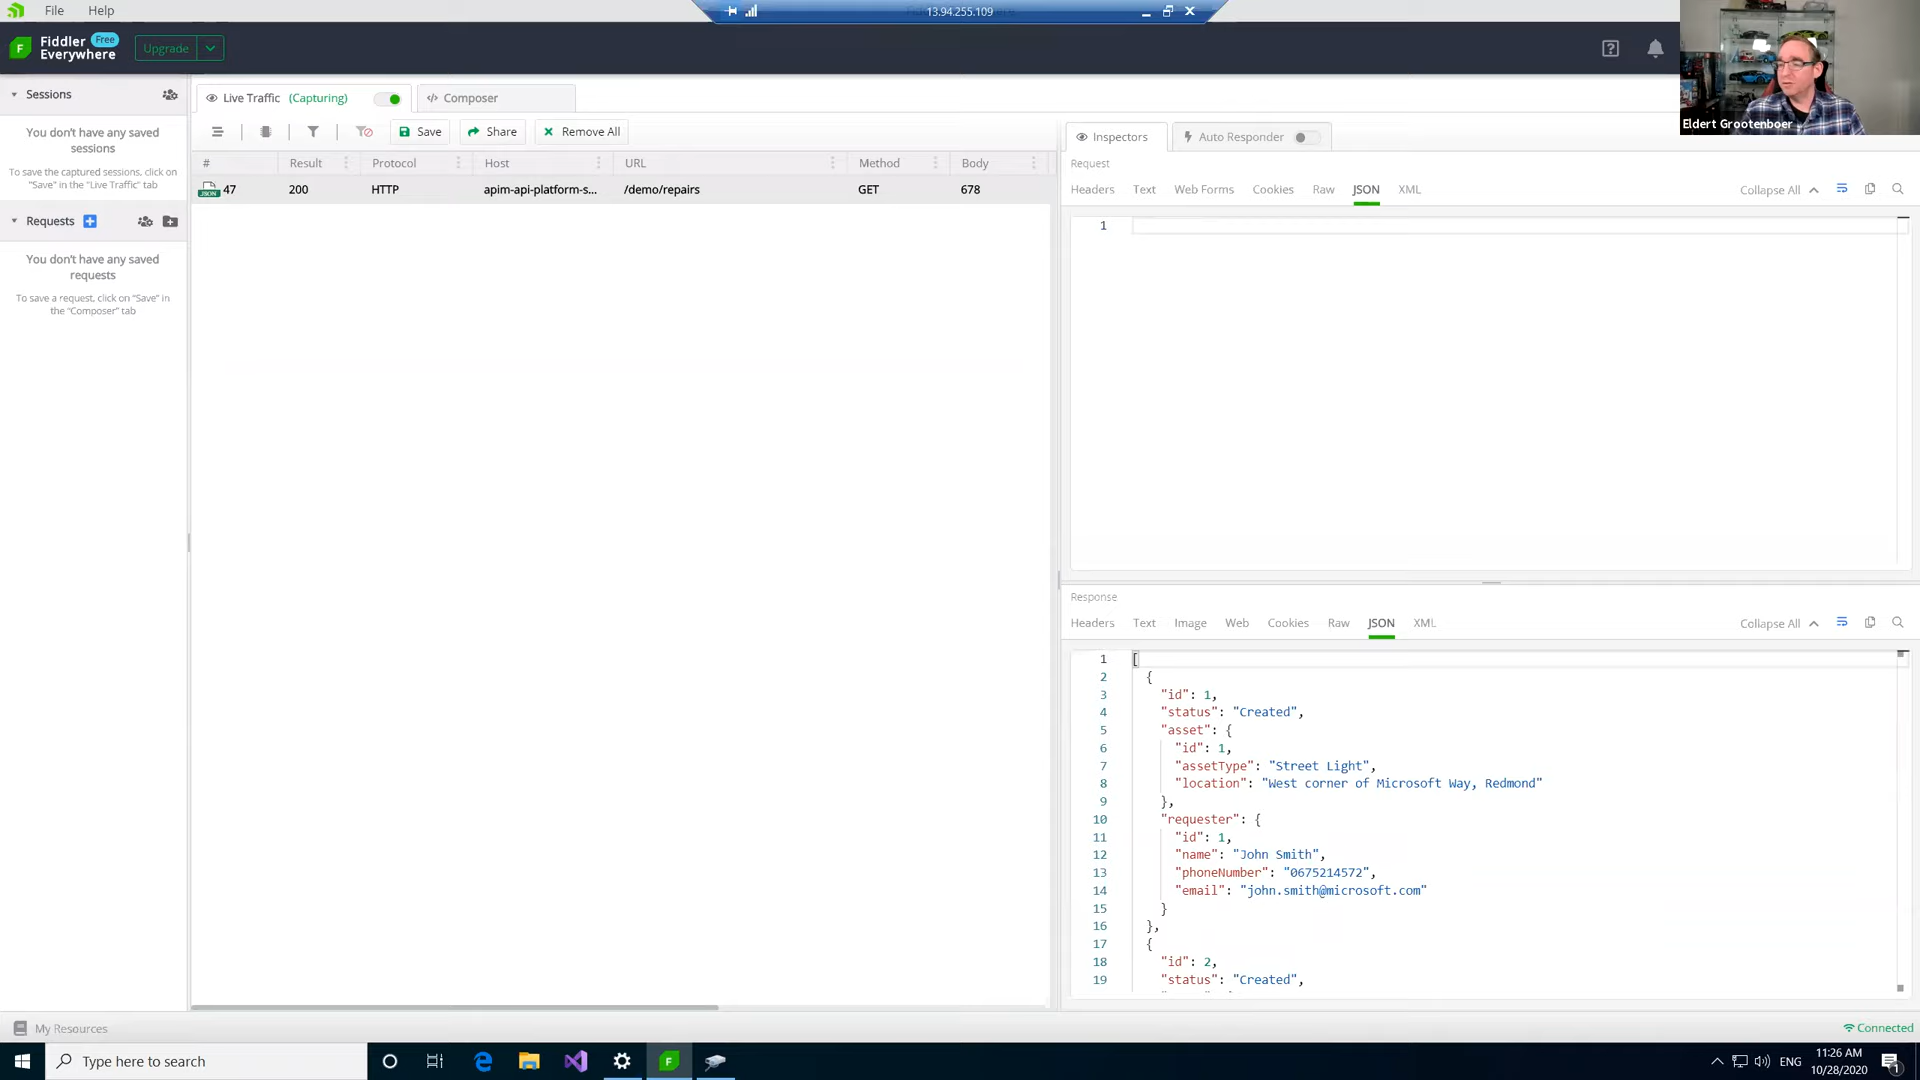 File
Help
13.94.255.109
Fiddler
Everywhere
Free
Upgrade
Eldert Grootenboer
Sessions
You don't have any saved
sessions
To save the captured sessions, click on
"Save" in the "Live Traffic" tab
Requests
You don't have any saved
requests
To save a request, click on "Save" in
the "Composer" tab
Live Traffic (Capturing)
</> Composer
Save
Share
Remove All
# Result Protocol Host URL Method Body
JSON 47 200 HTTP apim-api-platform-s... /demo/repairs GET 678
Inspectors
Auto Responder
Request
Headers Text Web Forms Cookies Raw JSON XML
Collapse All
1
Response
Headers Text Image Web Cookies Raw JSON XML
Collapse All
1 [
2 {
3 "id": 1,
4 "status": "Created",
5 "asset": {
6 "id": 1,
7 "assetType": "Street Light",
8 "location": "West corner of Microsoft Way, Redmond"
9 },
10 "requester": {
11 "id": 1,
12 "name": "John Smith",
13 "phoneNumber": "0675214572",
14 "email": "john.smith@microsoft.com"
15 }
16 },
17 {
18 "id": 2,
19 "status": "Created",
My Resources
Connected
Type here to search
ENG
11:26 AM
10/28/2020
1